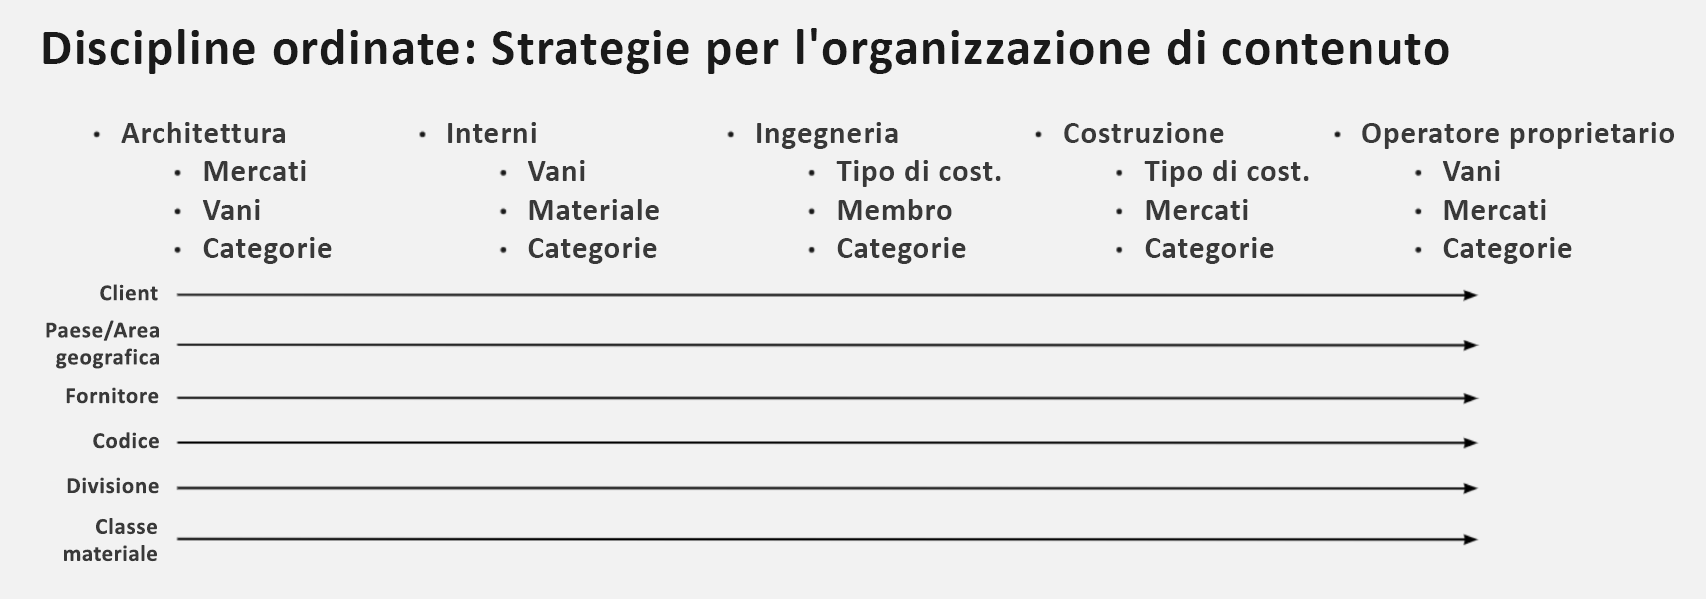 Discipline ordinate: Strategie per l'organizzazione di contenuto
• Architettura
• Mercati
• Vani
• Categorie
• Interni
• Vani
• Materiale
• Categorie
• Ingegneria
• Tipo di cost.
• Membro
• Categorie
• Costruzione
• Tipo di cost.
• Mercati
• Categorie
• Operatore proprietario
• Vani
• Mercati
• Categorie
Client
Paese/Area
geografica
Fornitore
Codice
Divisione
Classe
materiale